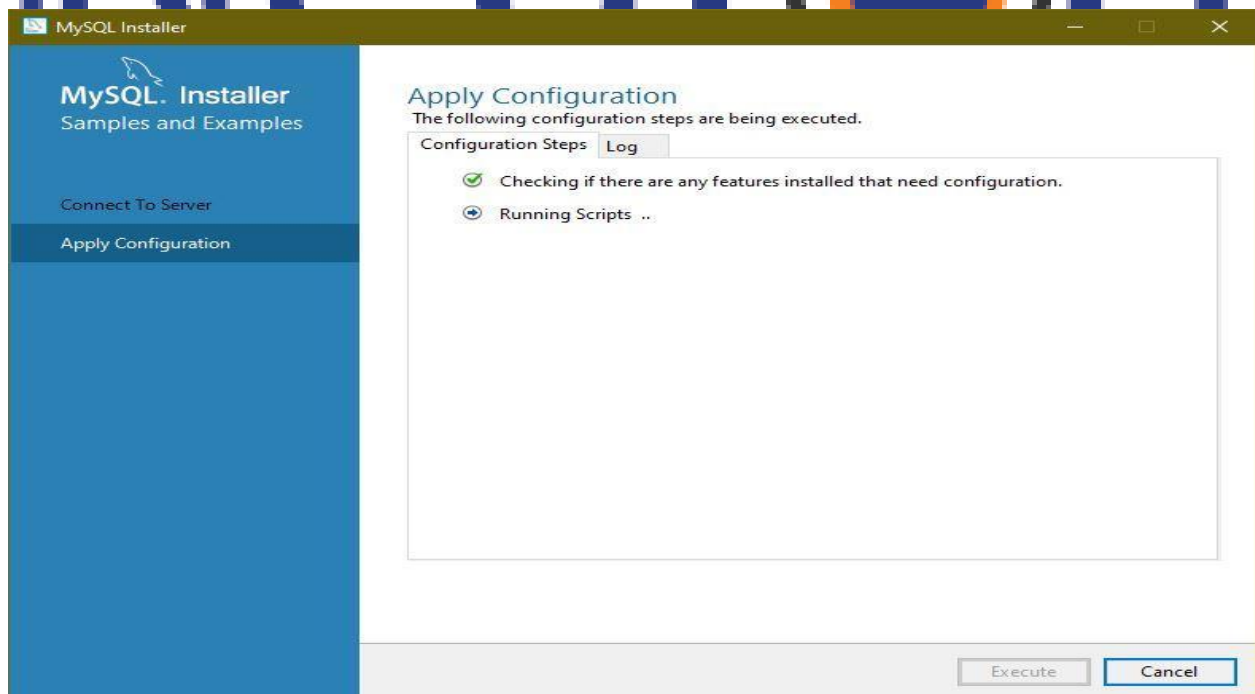 MySQL Installer
MySQL. Installer
Samples and Examples
Connect To Server
Apply Configuration
Apply Configuration
The following configuration steps are being executed.
Configuration Steps Log
Checking if there are any features installed that need configuration.
Running Scripts ..
Execute Cancel